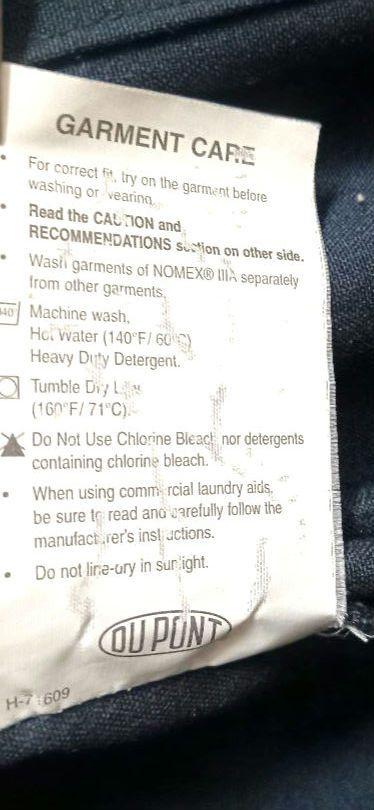 GARMENT CARE
• For correct fit, try on the garment before
washing or wearing.
• Read the CAUTION and
RECOMMENDATIONS section on other side.
• Wash garments of NOMEX® IIIA separately
from other garments.
140° Machine wash,
Hot Water (140°F/ 60°C)
Heavy Duty Detergent.
Tumble Dry Low
(160°F/ 71°C).
Do Not Use Chlorine Bleach nor detergents
containing chlorine bleach.
• When using commercial laundry aids,
be sure to read and carefully follow the
manufacturer's instructions.
• Do not line-dry in sunlight.
DU PONT